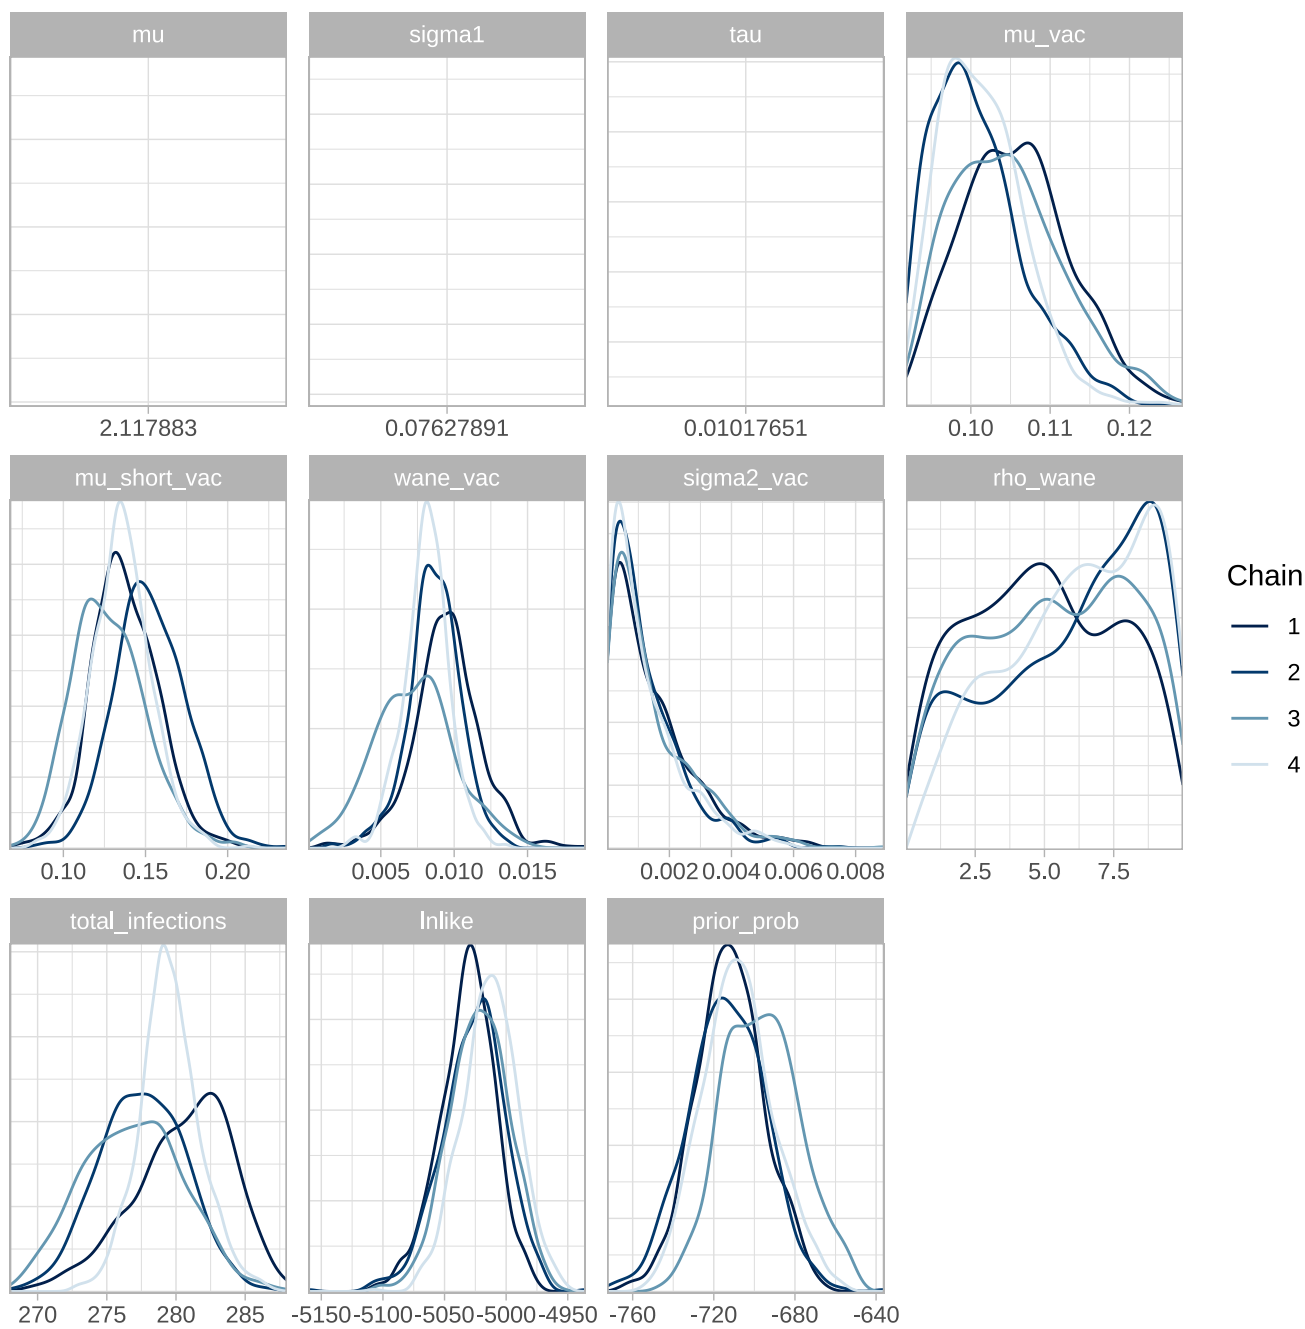 mu sigma1 tau mu_vac
2.117883 0.07627891 0.01017651 0.10 0.11 0.12
mu_short_vac wane_vac sigma2_vac rho_wane
0.10 0.15 0.20 0.005 0.010 0.015 0.002 0.004 0.006 0.008 2.5 5.0 7.5
Chain
1
2
3
4
total_infections lnlike prior_prob
270 275 280 285 -5150 -5100 -5050 -5000 -4950 -760 -720 -680 -640